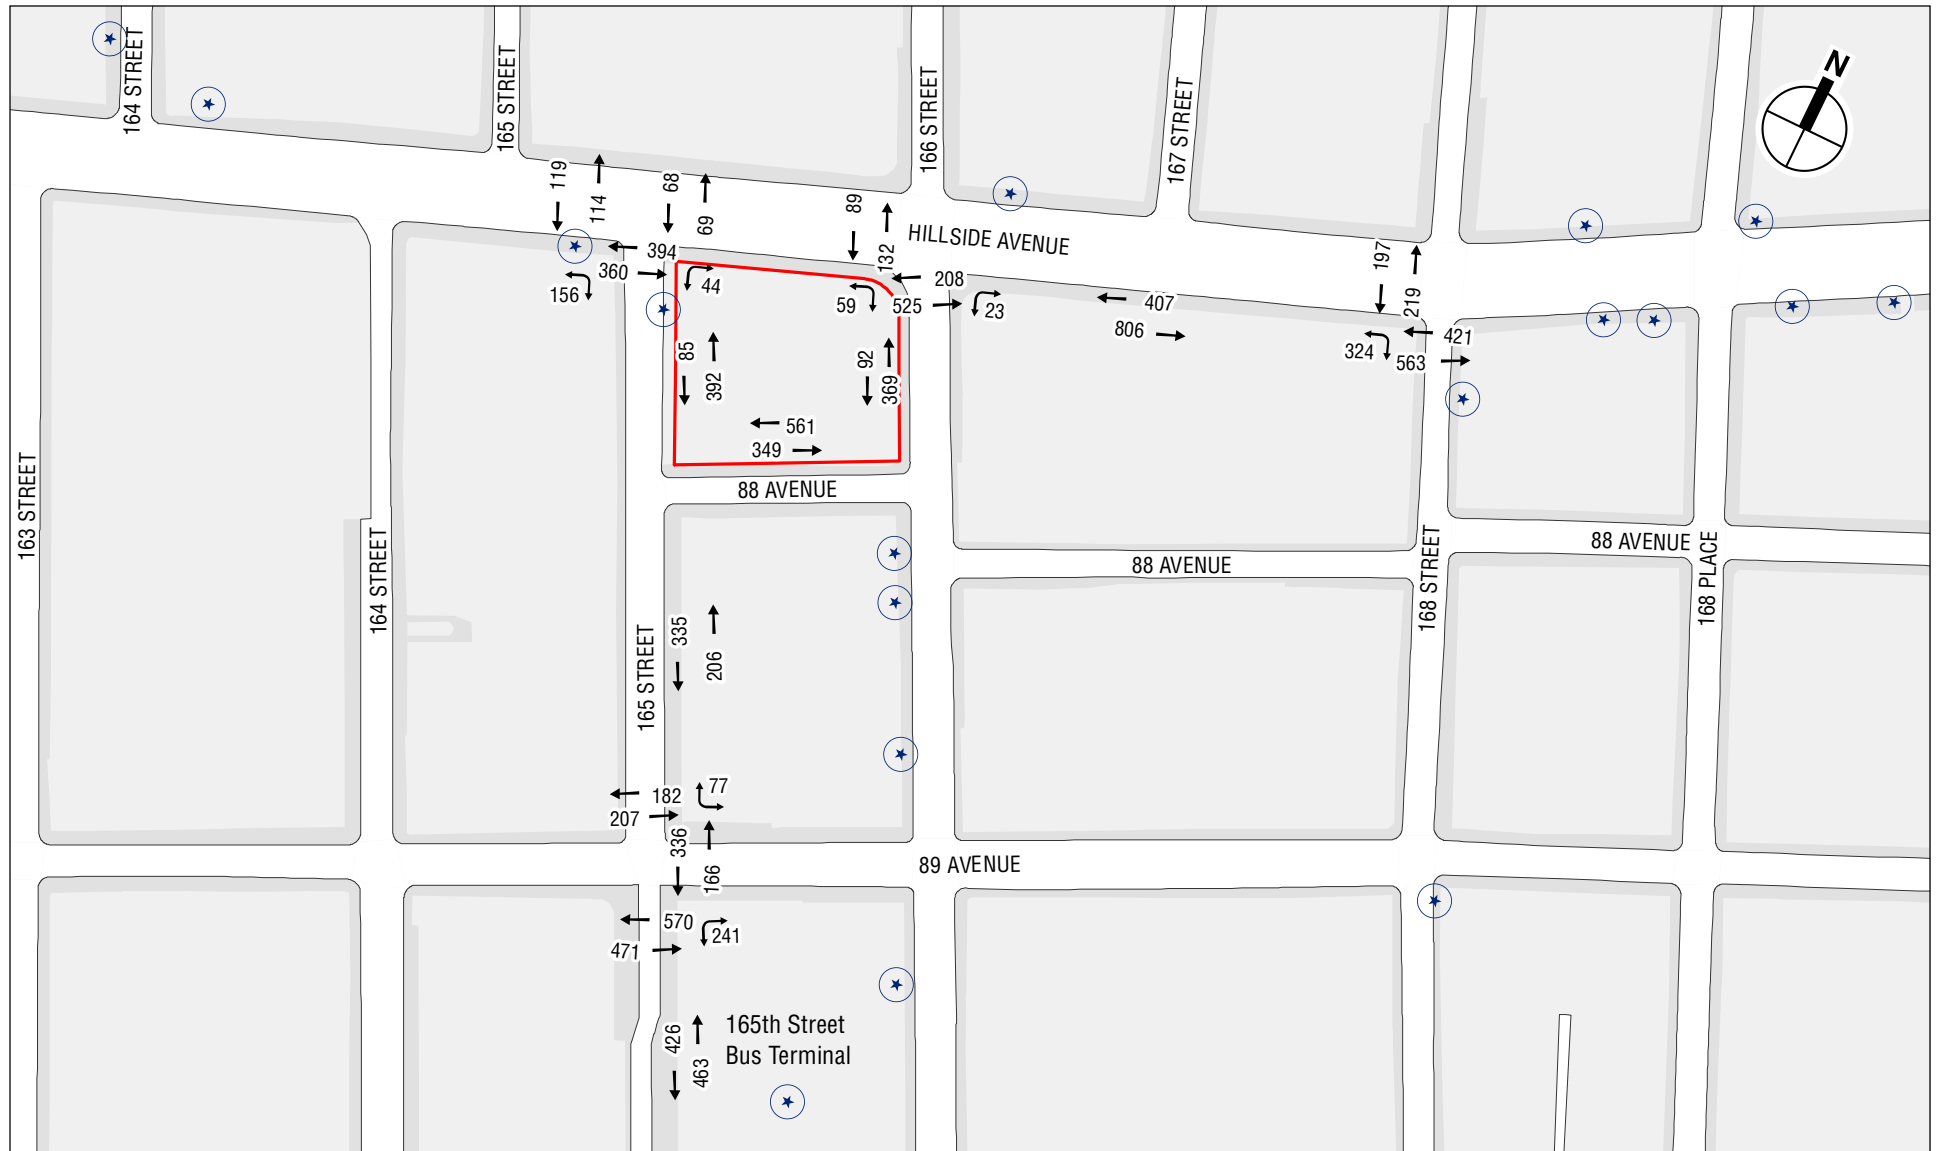 N
164 STREET
165 STREET
166 STREET
167 STREET
119
114
68
69
89
132
HILLSIDE AVENUE
197
219
394
360
156
44
59
208
525
23
407
806
421
324
563
85
392
92
369
561
349
88 AVENUE
163 STREET
164 STREET
88 AVENUE
168 STREET
88 AVENUE
168 PLACE
165 STREET
335
206
182
77
207
336
166
89 AVENUE
570
241
471
426
463
165th Street
Bus Terminal